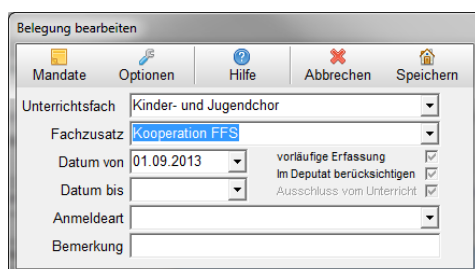 Belegung bearbeiten
Mandate Optionen Hilfe Abbrechen Speichern
Unterrichtsfach Kinder- und Jugendchor
Fachzusatz Kooperation FFS
Datum von 01.09.2013 vorläufige Erfassung
Im Deputat berücksichtigen
Datum bis Ausschluss vom Unterricht
Anmeldeart
Bemerkung